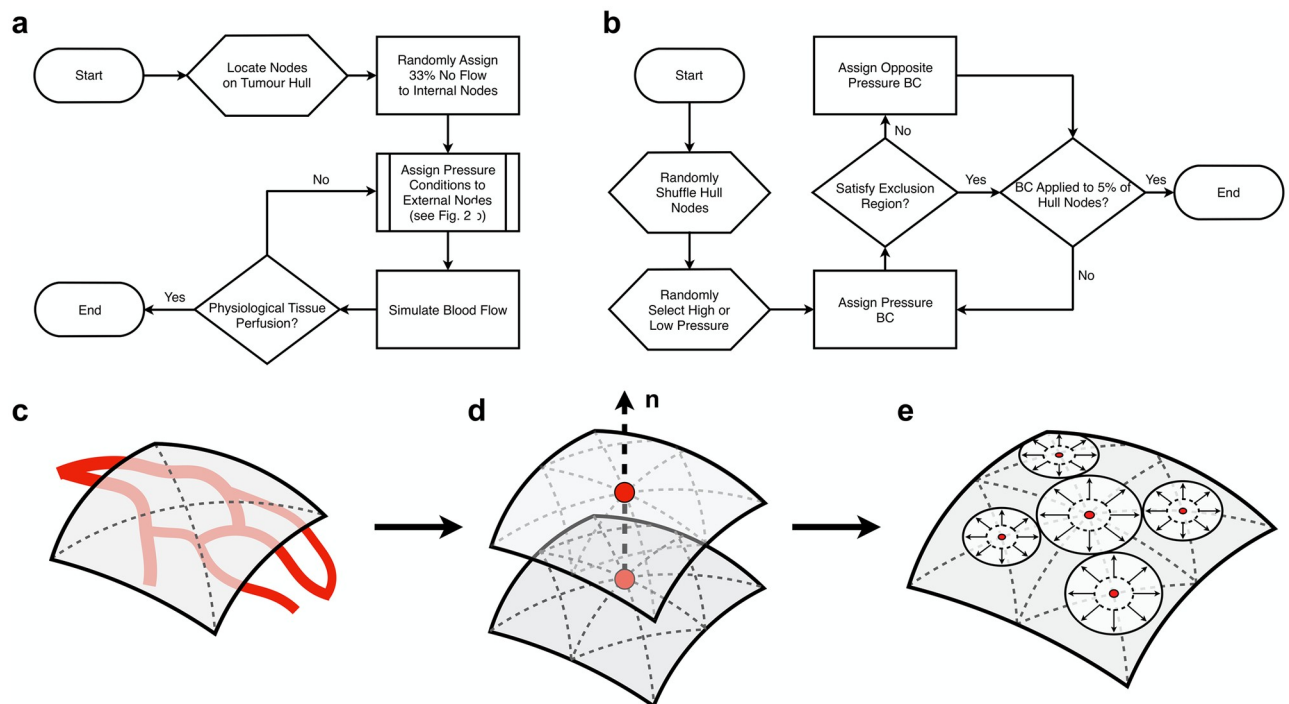 a
Start
Locate Nodes
on Tumour Hull
Randomly Assign
33% No Flow
to Internal Nodes
No
Assign Pressure
Conditions to
External Nodes
(see Fig. 2
End
Yes
Physiological Tissue
Perfusion?
Simulate Blood Flow
b
Start
Assign Opposite
Pressure BC
No
Randomly
Shuffle Hull
Nodes
Satisfy Exclusion
Region?
Yes
BC Applied to 5% of
Hull Nodes?
Yes
End
No
Randomly
Select High or
Low Pressure
Assign Pressure
BC
c
d
n
e